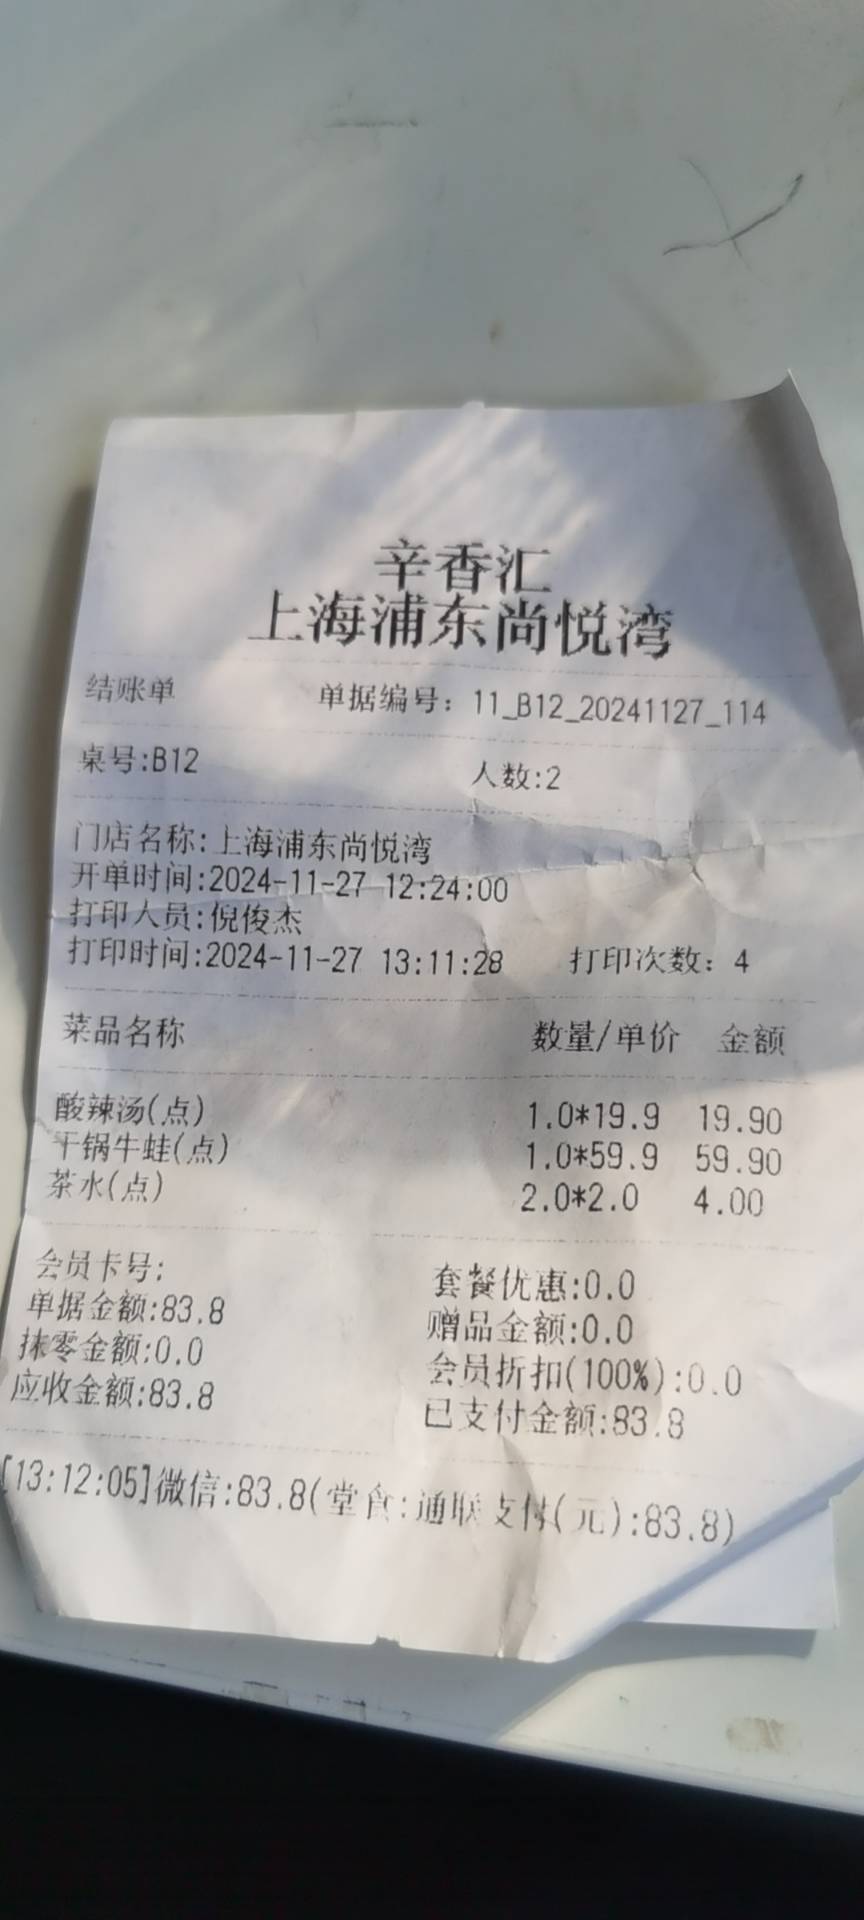 辛香汇
上海浦东尚悦湾
结账单 单据编号：11_B12_20241127_114
桌号:B12 人数:2
门店名称:上海浦东尚悦湾
开单时间:2024-11-27 12:24:00
打印人员:倪俊杰
打印时间:2024-11-27 13:11:28 打印次数：4
菜品名称 数量/单价 金额
酸辣汤(点) 1.0*19.9 19.90
干锅牛蛙(点) 1.0*59.9 59.90
茶水(点) 2.0*2.0 4.00
会员卡号: 套餐优惠:0.0
单据金额:83.8 赠品金额:0.0
抹零金额:0.0 会员折扣(100%):0.0
应收金额:83.8 已支付金额:83.8
[13:12:05]微信:83.8(堂食:通联支付(元):83.8)